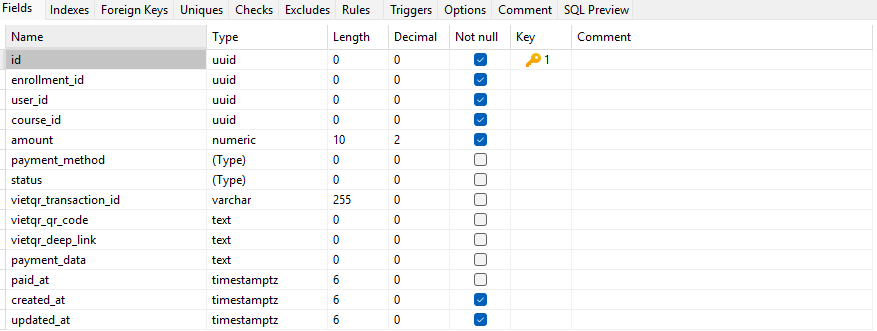 Fields Indexes Foreign Keys Uniques Checks Excludes Rules Triggers Options Comment SQL Preview
Name Type Length Decimal Not null Key Comment
id uuid 0 0 1
enrollment_id uuid 0 0
user_id uuid 0 0
course_id uuid 0 0
amount numeric 10 2
payment_method (Type) 0 0
status (Type) 0 0
vietqr_transaction_id varchar 255 0
vietqr_qr_code text 0 0
vietqr_deep_link text 0 0
payment_data text 0 0
paid_at timestamptz 6 0
created_at timestamptz 6 0
updated_at timestamptz 6 0